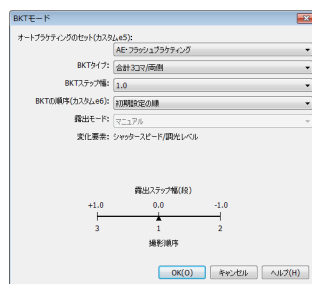 BKTモード
オートブラケティングのセット(カスタムe5):
AE・フラッシュブラケティング
BKTタイプ: 合計3コマ/両側
BKTステップ幅: 1.0
BKTの順序(カスタムe6): 初期設定の順
露出モード: マニュアル
変化要素: シャッタースピード/調光レベル
露出ステップ幅(段)
+1.0 0.0 -1.0
3 1 2
撮影順序
OK(O) キャンセル ヘルプ(H)